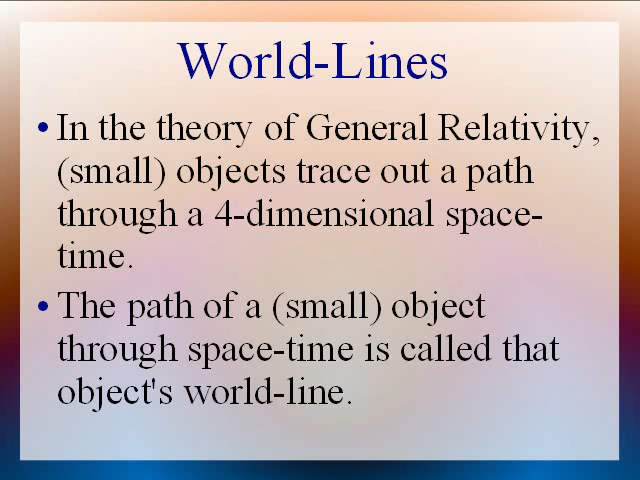 World-Lines
• In the theory of General Relativity,
(small) objects trace out a path
through a 4-dimensional space-
time.
• The path of a (small) object
through space-time is called that
object's world-line.